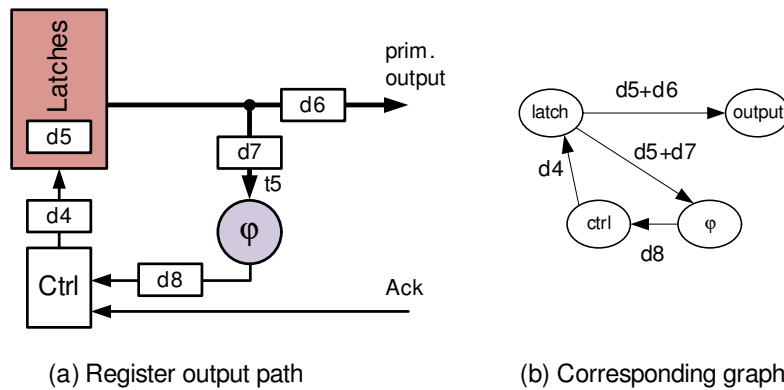 Latches
d5
prim.
output
d6
d7
t5
d4
φ
Ctrl
d8
Ack
(a) Register output path
latch
d5+d6
output
d5+d7
d4
ctrl
φ
d8
(b) Corresponding graph